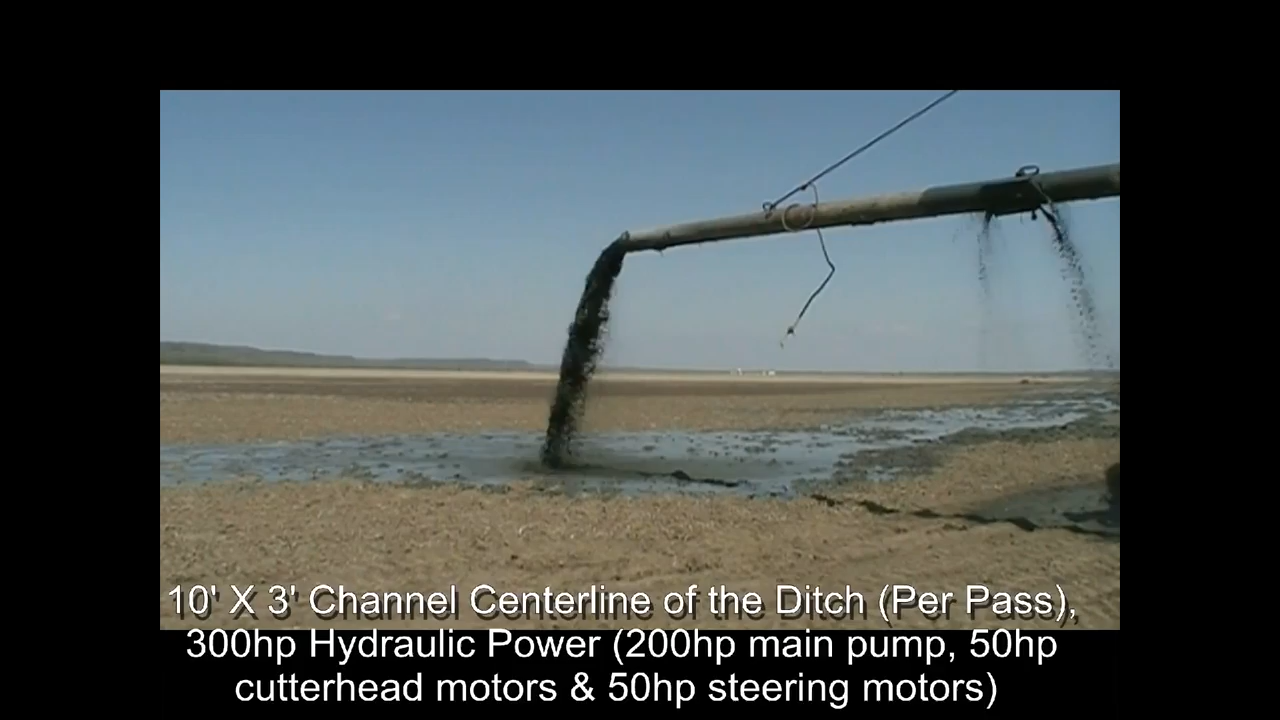 10' X 3' Channel Centerline of the Ditch (Per Pass),
300hp Hydraulic Power (200hp main pump, 50hp
cutterhead motors & 50hp steering motors)